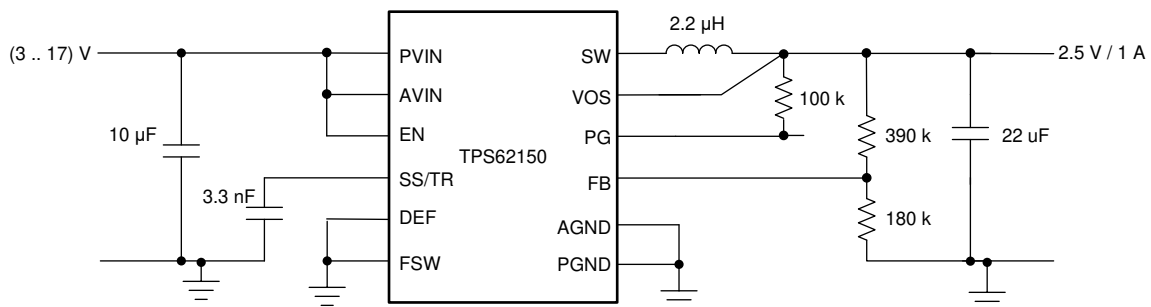 2.2 µH
(3 .. 17) V
PVIN
SW
2.5 V / 1 A
AVIN
VOS
100 k
10 µF
EN
PG
390 k
22 uF
TPS62150
3.3 nF
SS/TR
FB
DEF
AGND
180 k
FSW
PGND